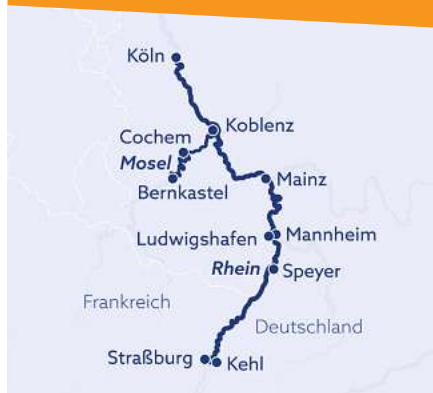 Köln
Koblenz
Cochem
Mosel
Bernkastel
Mainz
Ludwigshafen
Mannheim
Rhein
Speyer
Frankreich
Deutschland
Straßburg
Kehl